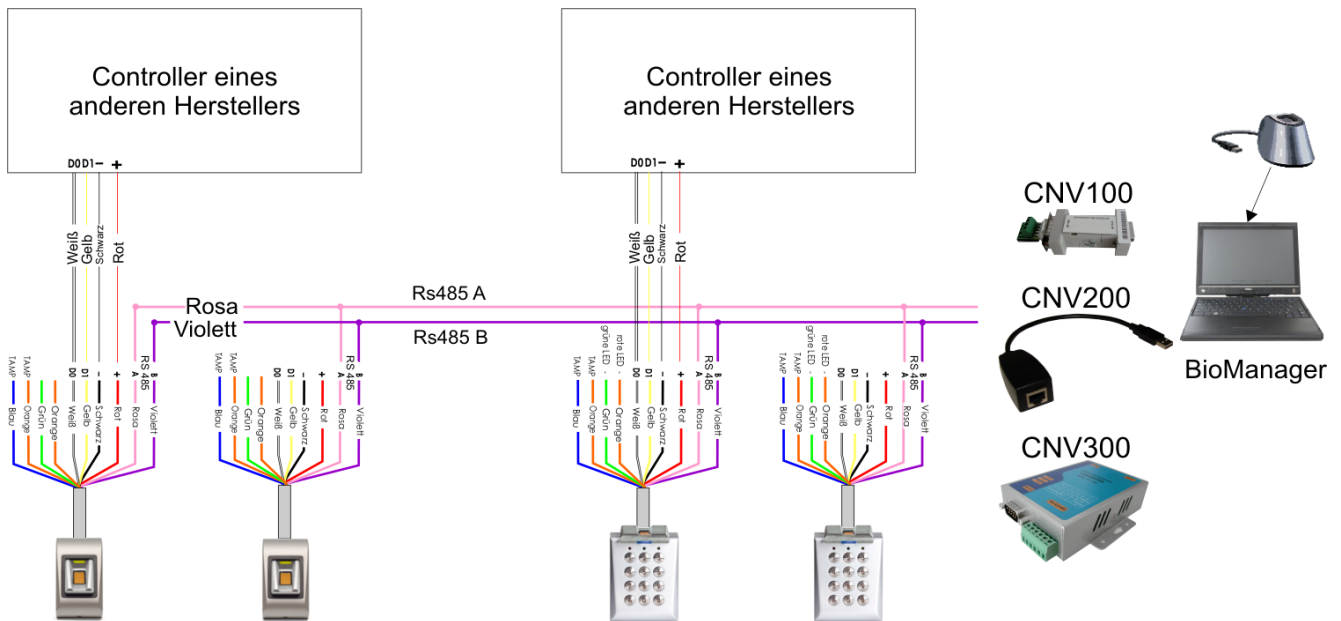 Controller eines
anderen Herstellers
D0 D1 – +
Weiß
Gelb
Schwarz
Rot
Controller eines
anderen Herstellers
D0 D1 – +
Weiß
Gelb
Schwarz
Rot
CNV100
CNV200
CNV300
BioManager
Rosa
Violett
Rs485 A
Rs485 B
TAMP
TAMP
D0
D1
–
+
A
RS 485
B
Blau
Orange
Grün
Orange
Weiß
Gelb
Schwarz
Rot
Rosa
Violett
TAMP
TAMP
D0
D1
–
+
A
RS 485
B
Blau
Orange
Grün
Orange
Weiß
Gelb
Schwarz
Rot
Rosa
Violett
TAMP
TAMP
grüne LED -
rote LED -
D0
D1
–
+
A
RS 485
B
Blau
Orange
Grün
Orange
Weiß
Gelb
Schwarz
Rot
Rosa
Violett
TAMP
TAMP
grüne LED -
rote LED -
D0
D1
–
+
A
RS 485
B
Blau
Orange
Grün
Orange
Weiß
Gelb
Schwarz
Rot
Rosa
Violett